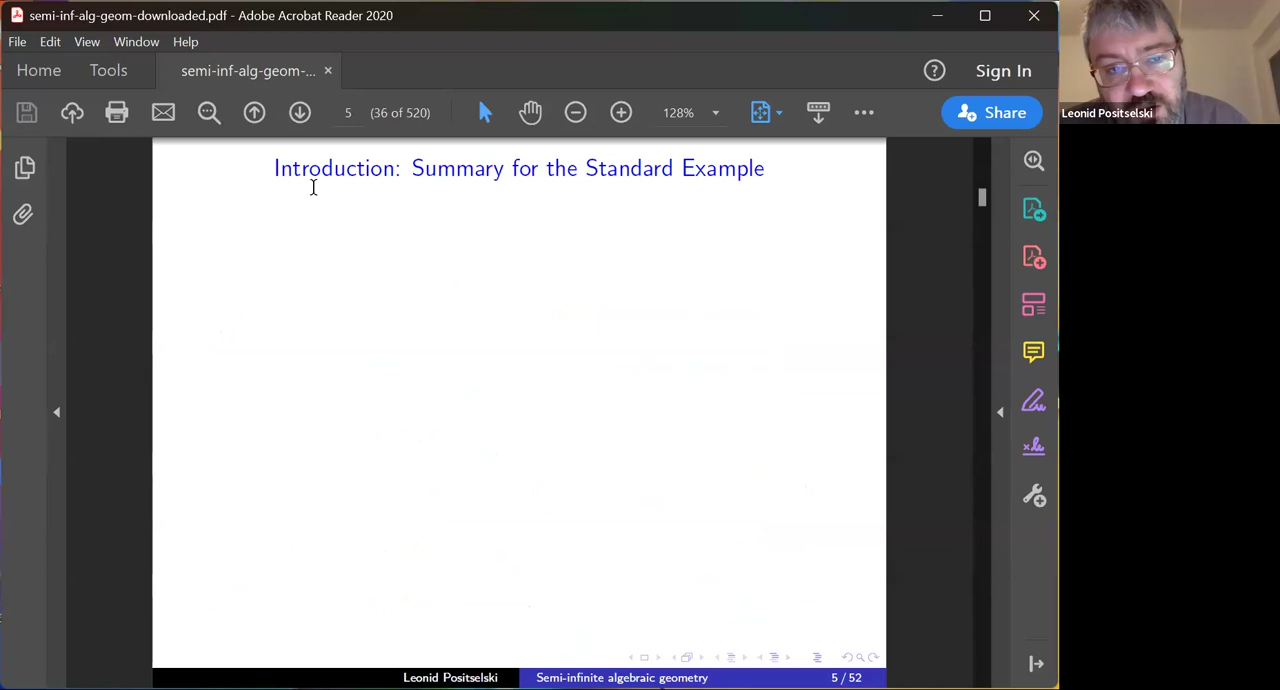 semi-inf-alg-geom-downloaded.pdf - Adobe Acrobat Reader 2020
File Edit View Window Help
Home Tools semi-inf-alg-geom-... × Sign In
5 (36 of 520) 128% Share
Leonid Positselski
Introduction: Summary for the Standard Example
Leonid Positselski Semi-infinite algebraic geometry 5 / 52